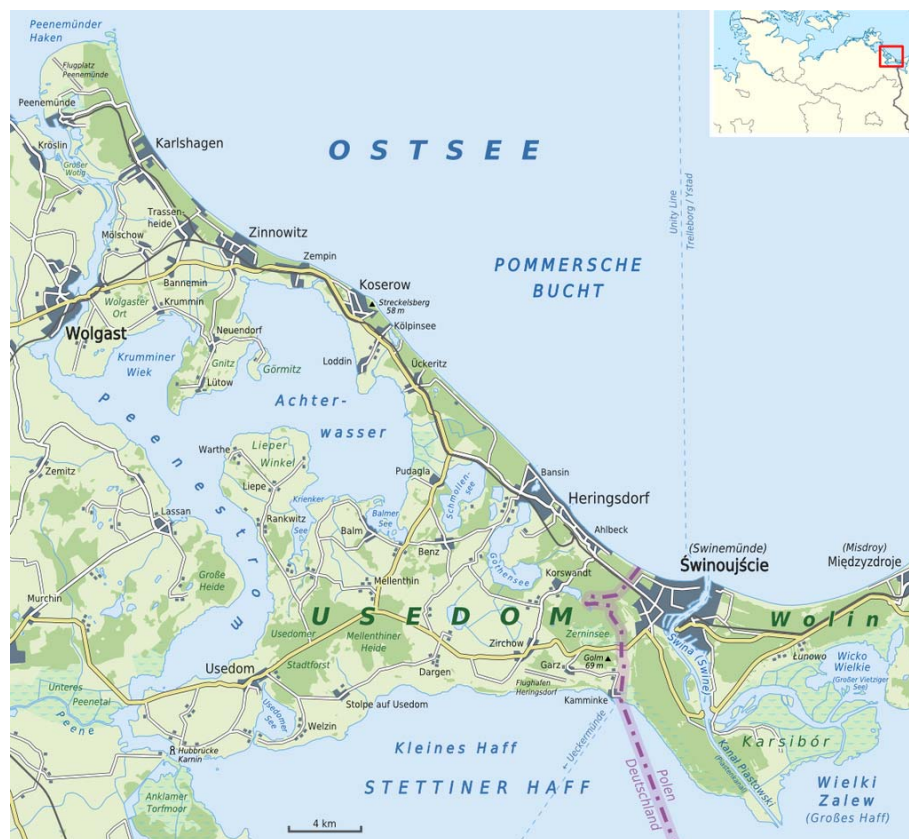 Peenemünder
Haken
Flugplatz
Peenemünde
Peenemünde
Kröslin
Großer
Wotig
Karlshagen
OSTSEE
Unity Line
Trelleborg / Ystad
Trassen-
heide
Mölschow
Zinnowitz
Bannemin
Zempin
POMMERSCHE
BUCHT
Koserow
Streckelsberg
58 m
Wolgaster
Ort
Krummin
Kölpinsee
Wolgast
Neuendorf
Krumminer
Wiek
Gnitz
Görmitz
Loddin
Ückeritz
Lütow
Achter-
wasser
Peenestrom
Lieper
Winkel
Warthe
Zemitz
Liepe
Pudagla
Schmollen-
see
Bansin
Heringsdorf
Krienker
See
Lassan
Rankwitz
Balmer
See
Balm
Ahlbeck
Benz
Gothensee
(Swinemünde)
Świnoujście
(Misdroy)
Międzyzdroje
Große
Heide
Mellenthin
Korswandt
Murchin
USEDOM
Wolin
Usedomer
Stadtforst
Mellenthiner
Heide
Zerninsee
Zirchow
Świna (Swine)
Łunowo
Wicko
Wielkie
(Großer Vietziger
See)
Usedom
Dargen
Garz
Golm
69 m
Flughafen
Heringsdorf
Unteres
Peenetal
Peene
Usedomer
See
Stolpe auf Usedom
Kamminke
Welzin
Hubbrücke
Karnin
Kleines Haff
← Ueckermünde
Karsibór
Kanał Piastowski
STETTINER HAFF
Polen
Deutschland
Wielki
Zalew
(Großes Haff)
Anklamer
Torfmoor
4 km